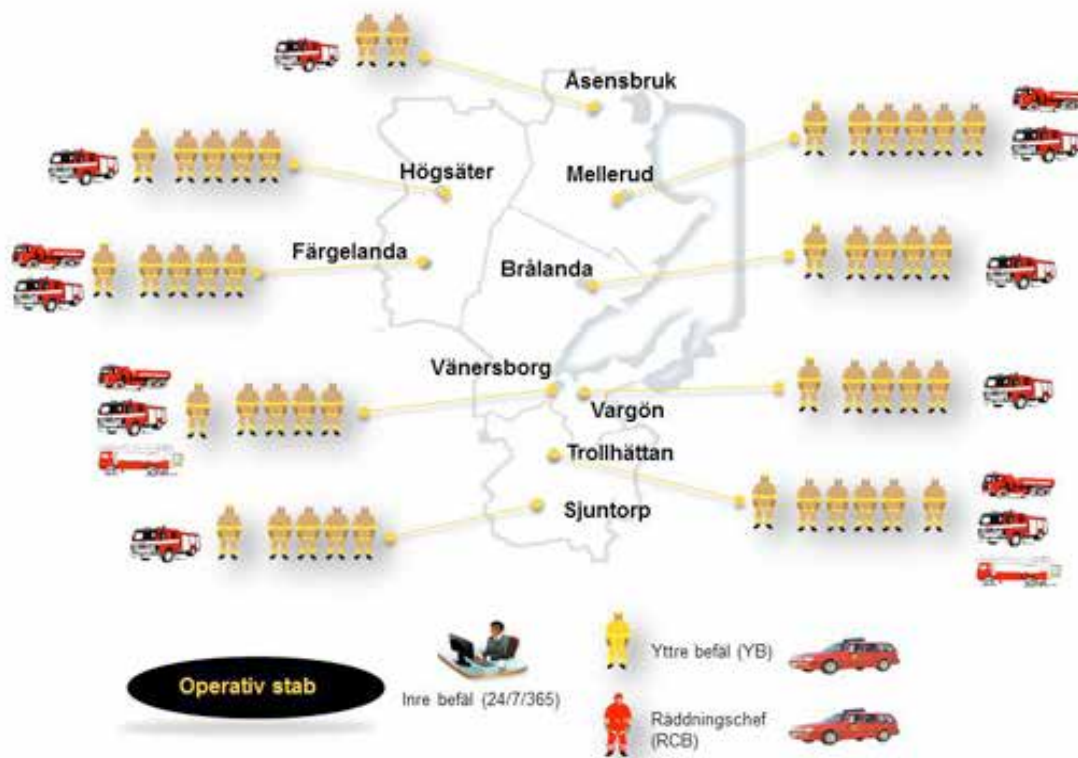 Åsensbruk
Högsäter
Mellerud
Färgelanda
Brålanda
Vänersborg
Vargön
Trollhättan
Sjuntorp
Operativ stab
Inre befäl (24/7/365)
Yttre befäl (YB)
Räddningschef
(RCB)